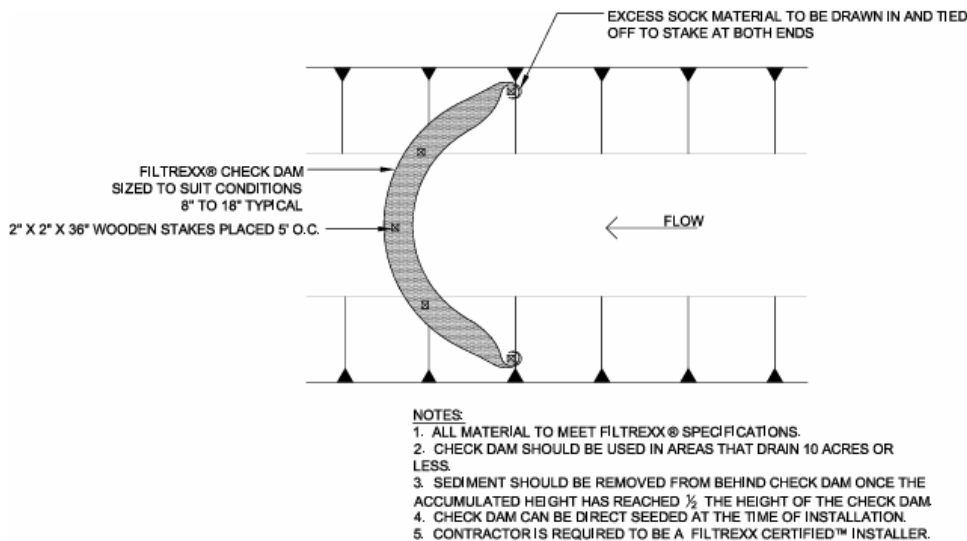 EXCESS SOCK MATERIAL TO BE DRAWN IN AND TIED
OFF TO STAKE AT BOTH ENDS
FILTREXX® CHECK DAM
SIZED TO SUIT CONDITIONS
8" TO 18" TYPICAL
2" X 2" X 36" WOODEN STAKES PLACED 5' O.C.
FLOW
NOTES:
1. ALL MATERIAL TO MEET FILTREXX® SPECIFICATIONS.
2. CHECK DAM SHOULD BE USED IN AREAS THAT DRAIN 10 ACRES OR
LESS.
3. SEDIMENT SHOULD BE REMOVED FROM BEHIND CHECK DAM ONCE THE
ACCUMULATED HEIGHT HAS REACHED ½ THE HEIGHT OF THE CHECK DAM.
4. CHECK DAM CAN BE DIRECT SEEDED AT THE TIME OF INSTALLATION.
5. CONTRACTOR IS REQUIRED TO BE A FILTREXX CERTIFIED™ INSTALLER.